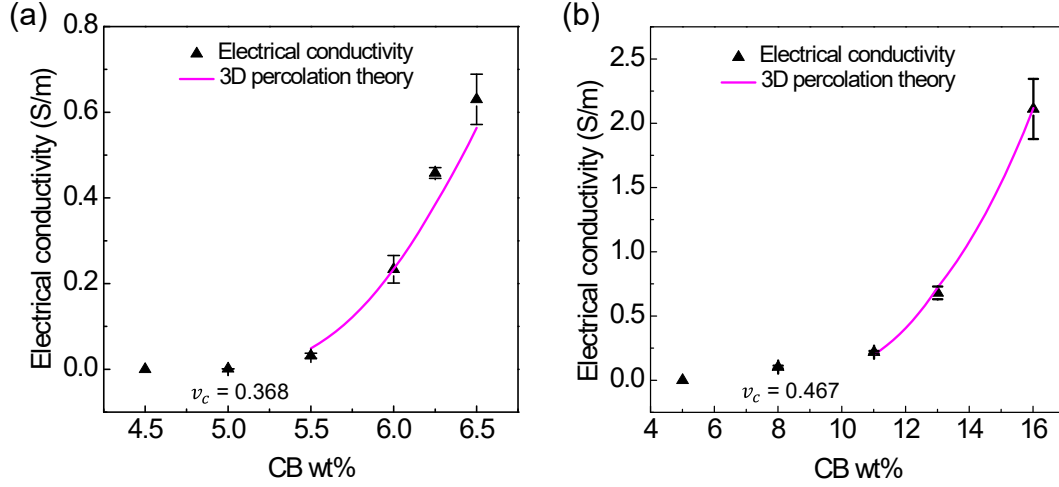 (a)
Electrical conductivity (S/m)
0.8
0.6
0.4
0.2
0.0
Electrical conductivity
3D percolation theory
v_c = 0.368
4.5 5.0 5.5 6.0 6.5
CB wt%
(b)
Electrical conductivity (S/m)
2.5
2.0
1.5
1.0
0.5
0.0
Electrical conductivity
3D percolation theory
v_c = 0.467
4 6 8 10 12 14 16
CB wt%